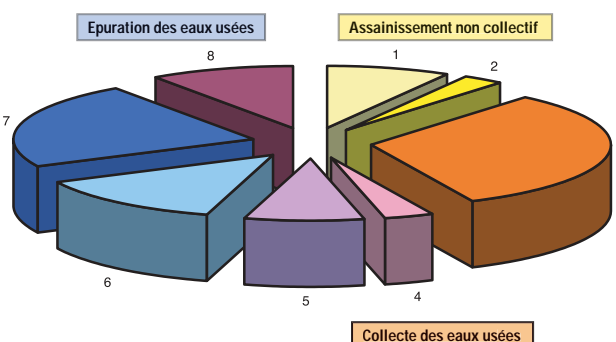 Epuration des eaux usées
Assainissement non collectif
8
1
2
7
6
5
4
Collecte des eaux usées